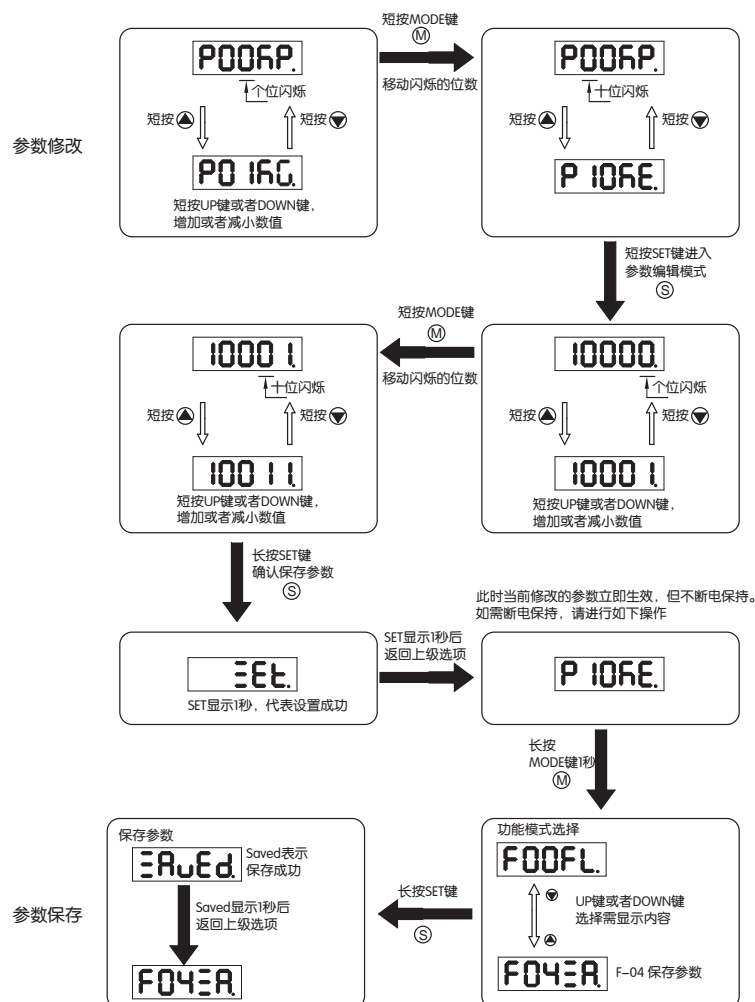 参数修改
P00RP.
个位闪烁
短按
短按
P01RG.
短按UP键或者DOWN键，
增加或者减小数值
短按MODE键
M
移动闪烁的位数
P00RP.
十位闪烁
短按
短按
P10RE.
短按SET键进入
参数编辑模式
S
10000.
个位闪烁
短按
短按
10001.
短按UP键或者DOWN键，
增加或者减小数值
短按MODE键
M
移动闪烁的位数
10001.
十位闪烁
短按
短按
10011.
短按UP键或者DOWN键，
增加或者减小数值
长按SET键
确认保存参数
S
SEt.
SET显示1秒，代表设置成功
SET显示1秒后
返回上级选项
此时当前修改的参数立即生效，但不断电保持。
如需断电保持，请进行如下操作
P10RE.
长按
MODE键1秒
M
功能模式选择
F00FL.
UP键或者DOWN键
选择需显示内容
F04SA.
F-04 保存参数
长按SET键
S
参数保存
保存参数
SAvEd.
Saved表示
保存成功
Saved显示1秒后
返回上级选项
F04SA.